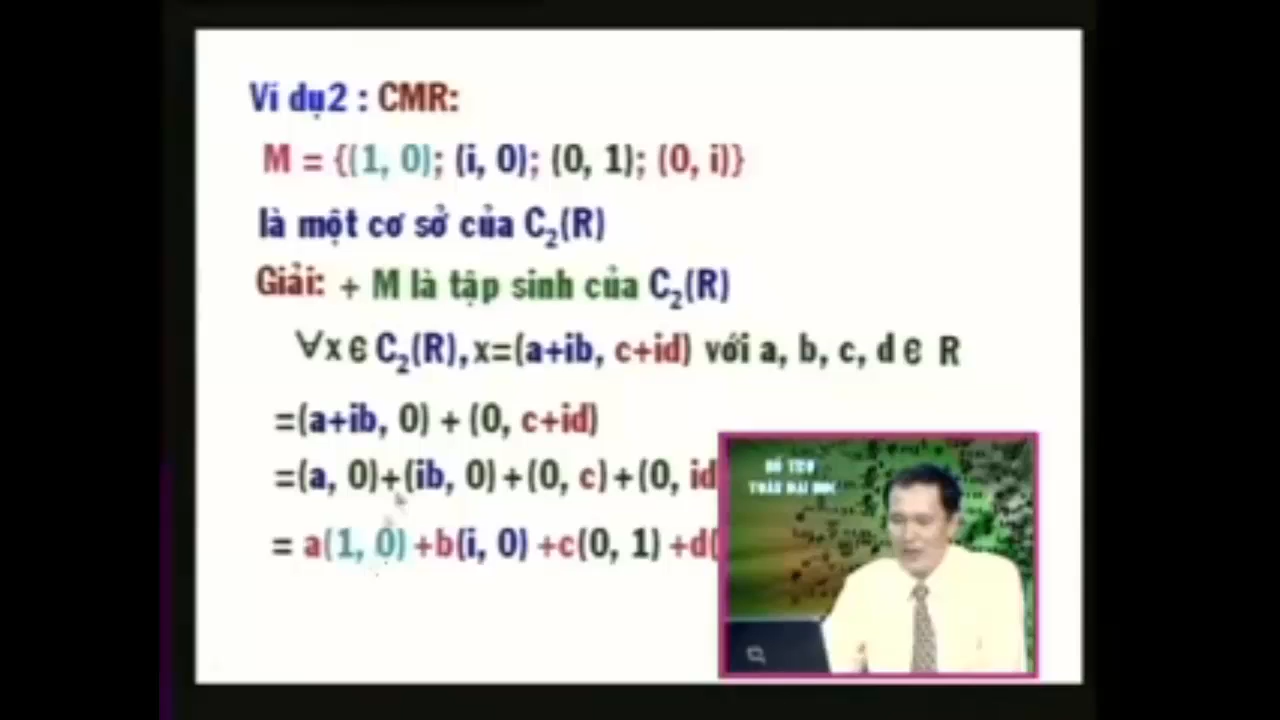 Ví dụ2 : CMR:
M = {(1, 0); (i, 0); (0, 1); (0, i)}
là một cơ sở của C₂(R)
Giải: + M là tập sinh của C₂(R)
∀x∈C₂(R), x=(a+ib, c+id) với a, b, c, d∈ R
=(a+ib, 0) + (0, c+id)
=(a, 0)+(ib, 0)+(0, c)+(0, id
= a(1, 0) +b(i, 0) +c(0, 1) +d(